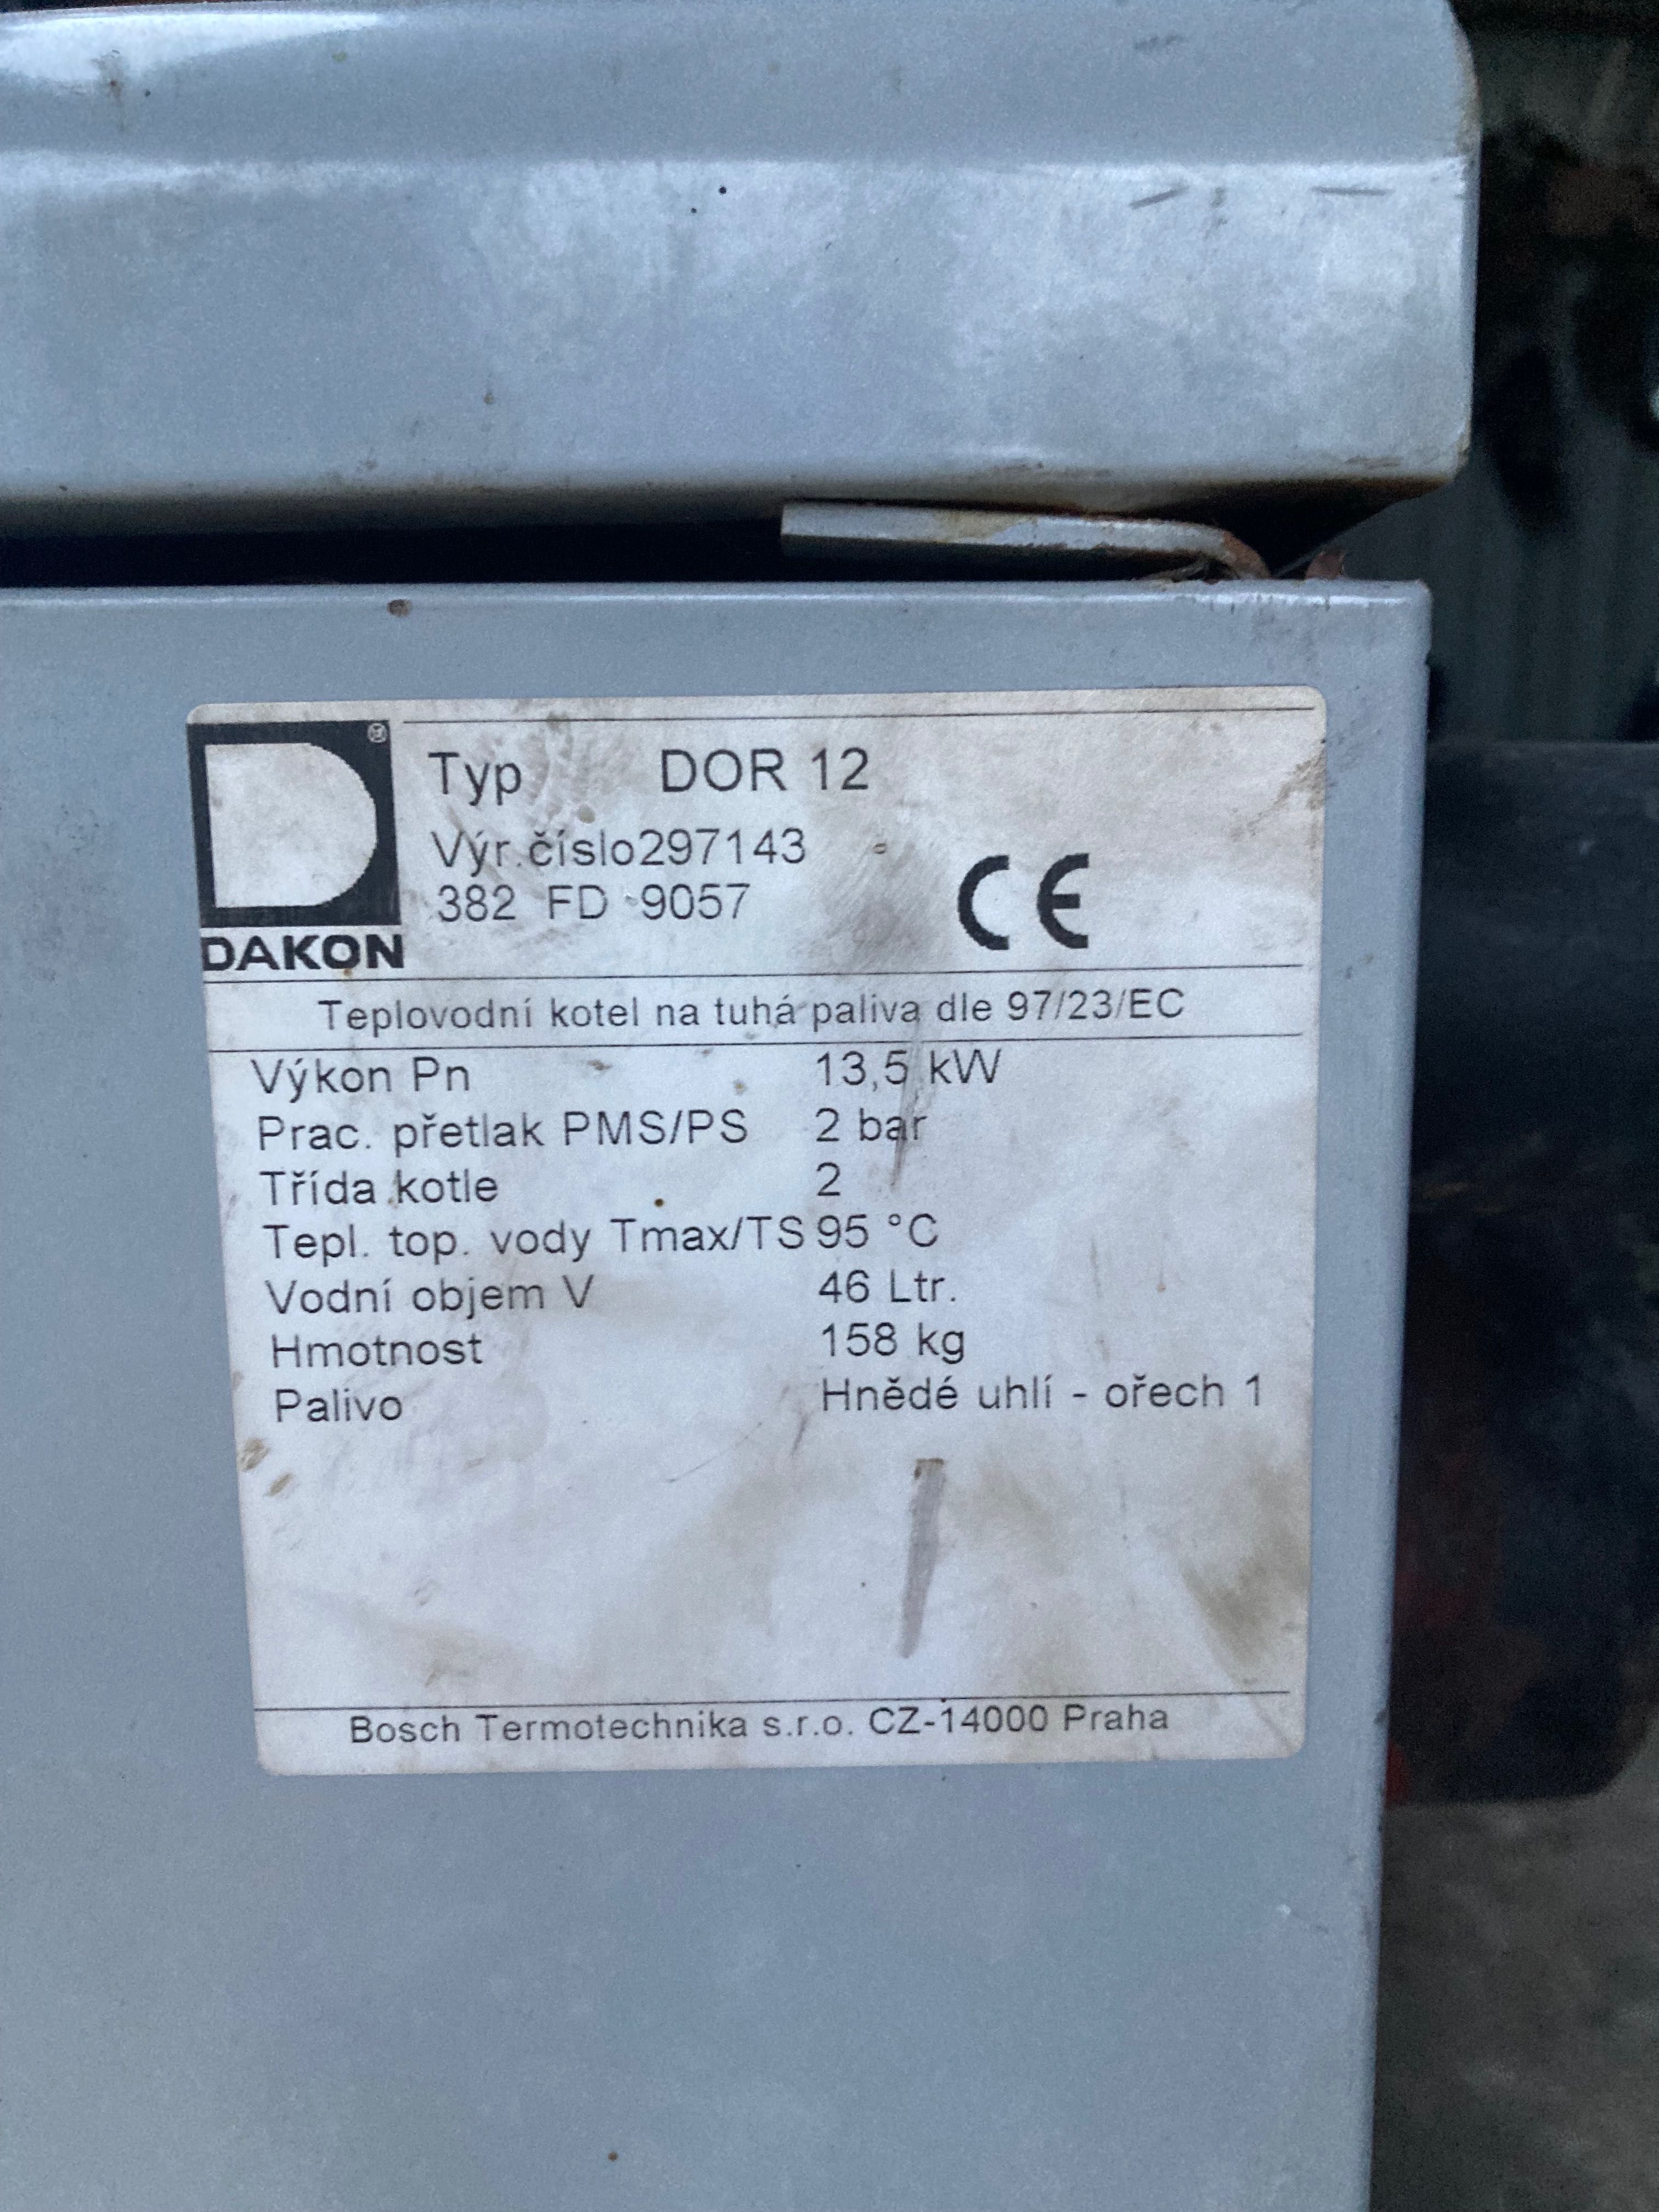 Typ DOR 12
Výr.číslo297143
382 FD 9057
CE
DAKON
Teplovodní kotel na tuhá paliva dle 97/23/EC
Výkon Pn 13,5 kW
Prac. přetlak PMS/PS 2 bar
Třída kotle 2
Tepl. top. vody Tmax/TS 95 °C
Vodní objem V 46 Ltr.
Hmotnost 158 kg
Palivo Hnědé uhlí - ořech 1
Bosch Termotechnika s.r.o. CZ-14000 Praha